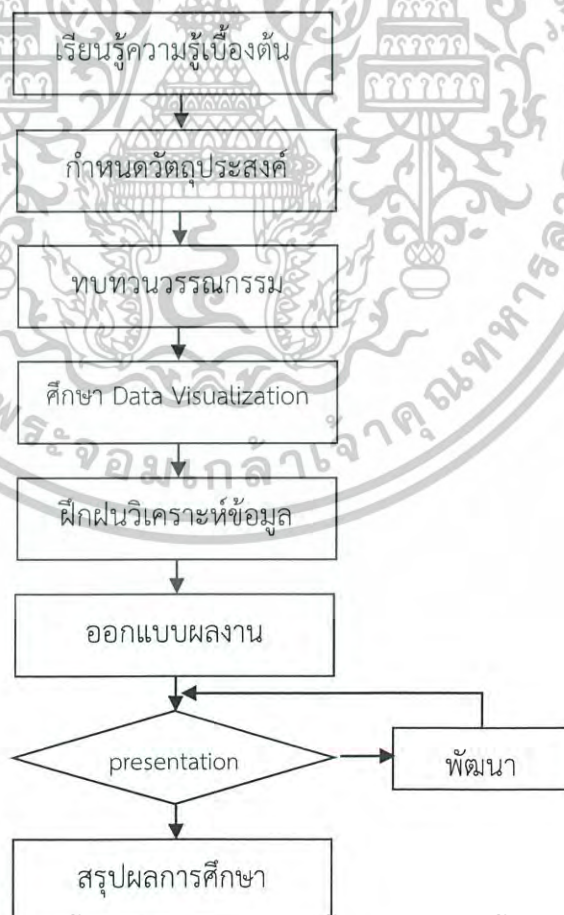 เรียนรู้ความรู้เบื้องต้น
กำหนดวัตถุประสงค์
ทบทวนวรรณกรรม
ศึกษา Data Visualization
ฝึกฝนวิเคราะห์ข้อมูล
ออกแบบผลงาน
presentation
พัฒนา
สรุปผลการศึกษา